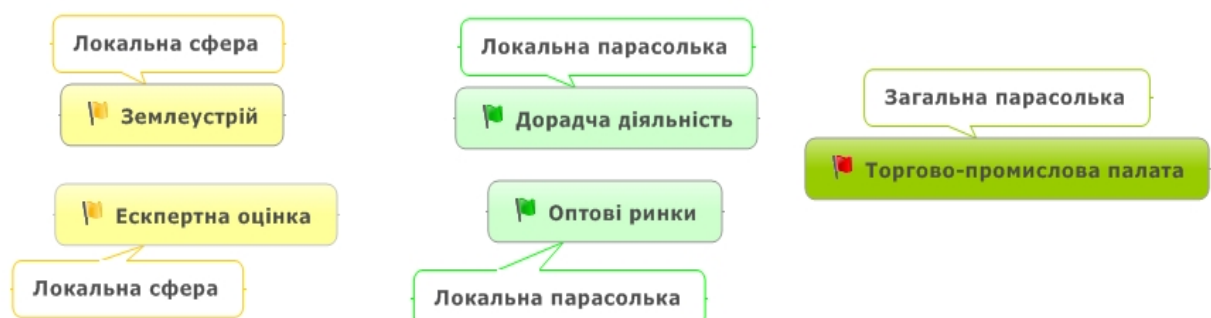 Локальна сфера
Землеустрій
Ескпертна оцінка
Локальна сфера
Локальна парасолька
Дорадча діяльність
Оптові ринки
Локальна парасолька
Загальна парасолька
Торгово-промислова палата